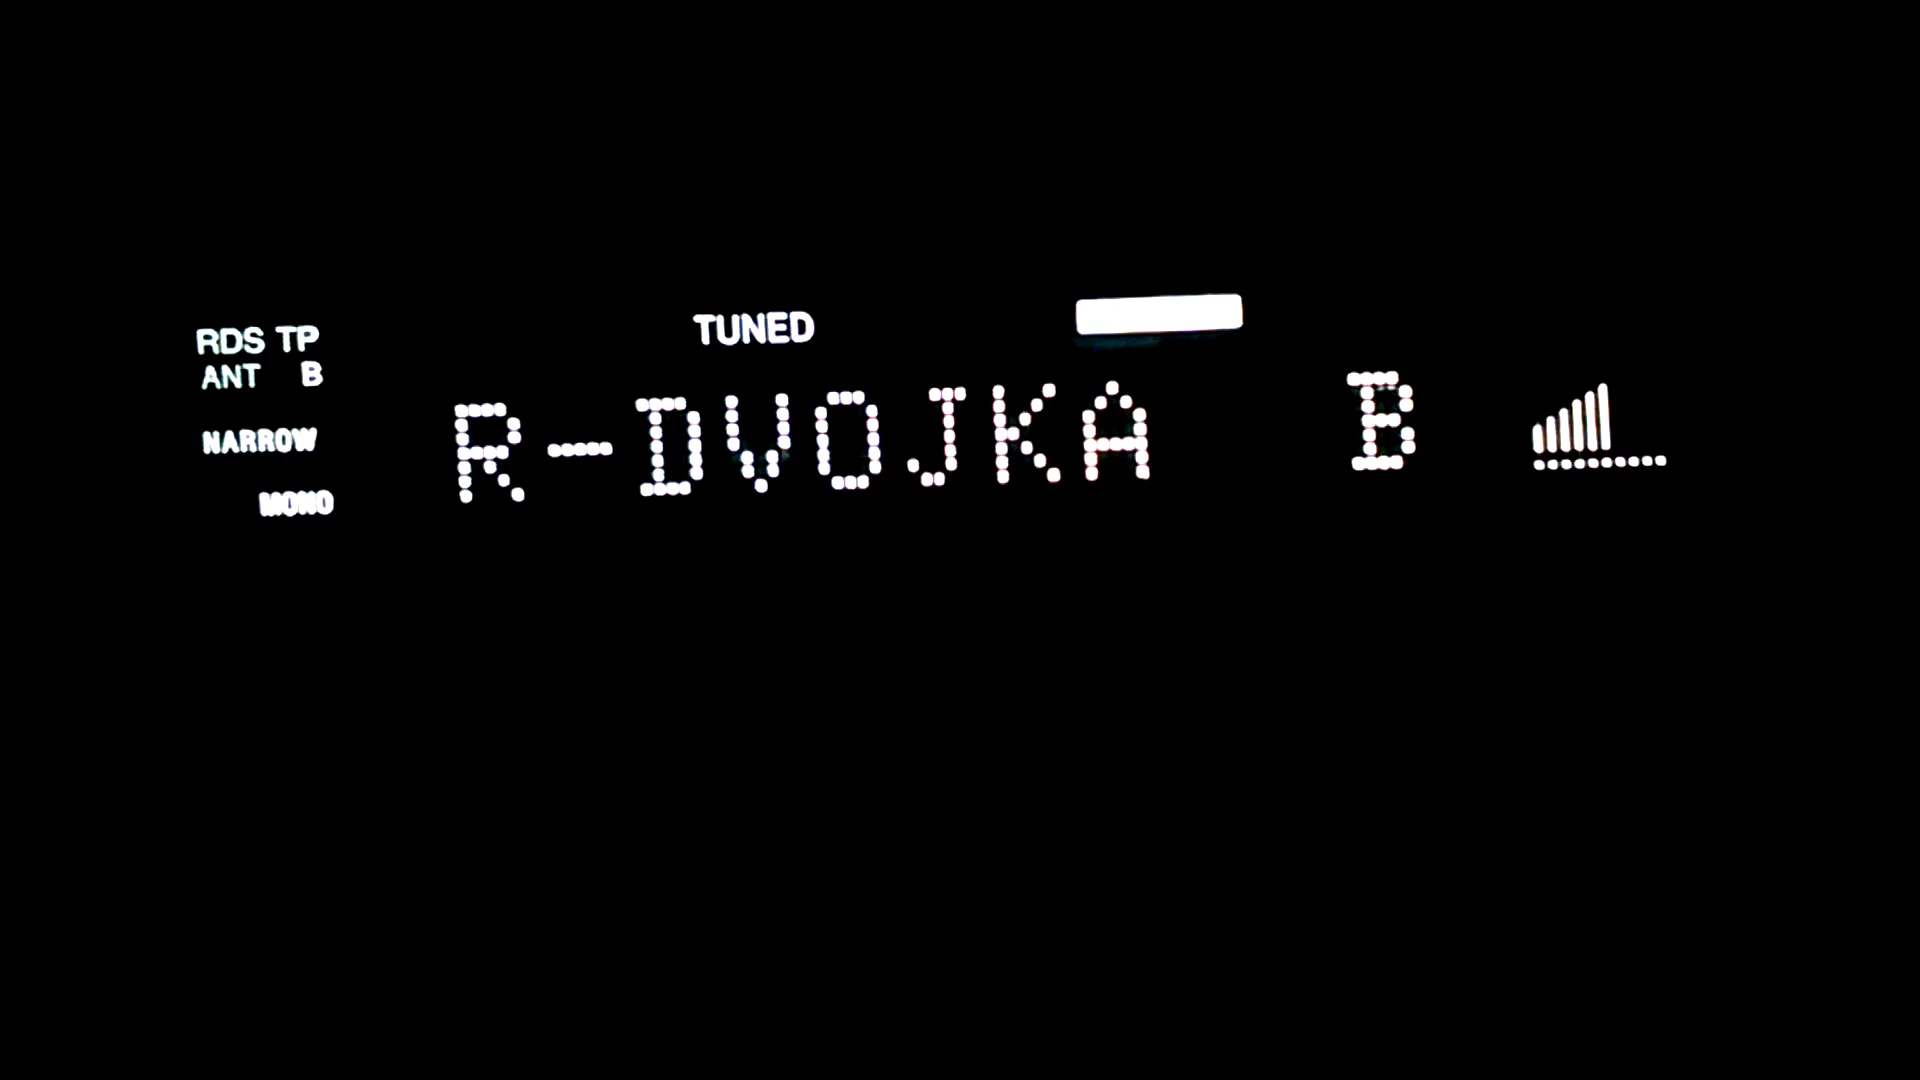 RDS TP
ANT B
TUNED
NARROW
MONO
R-DVOJKA B